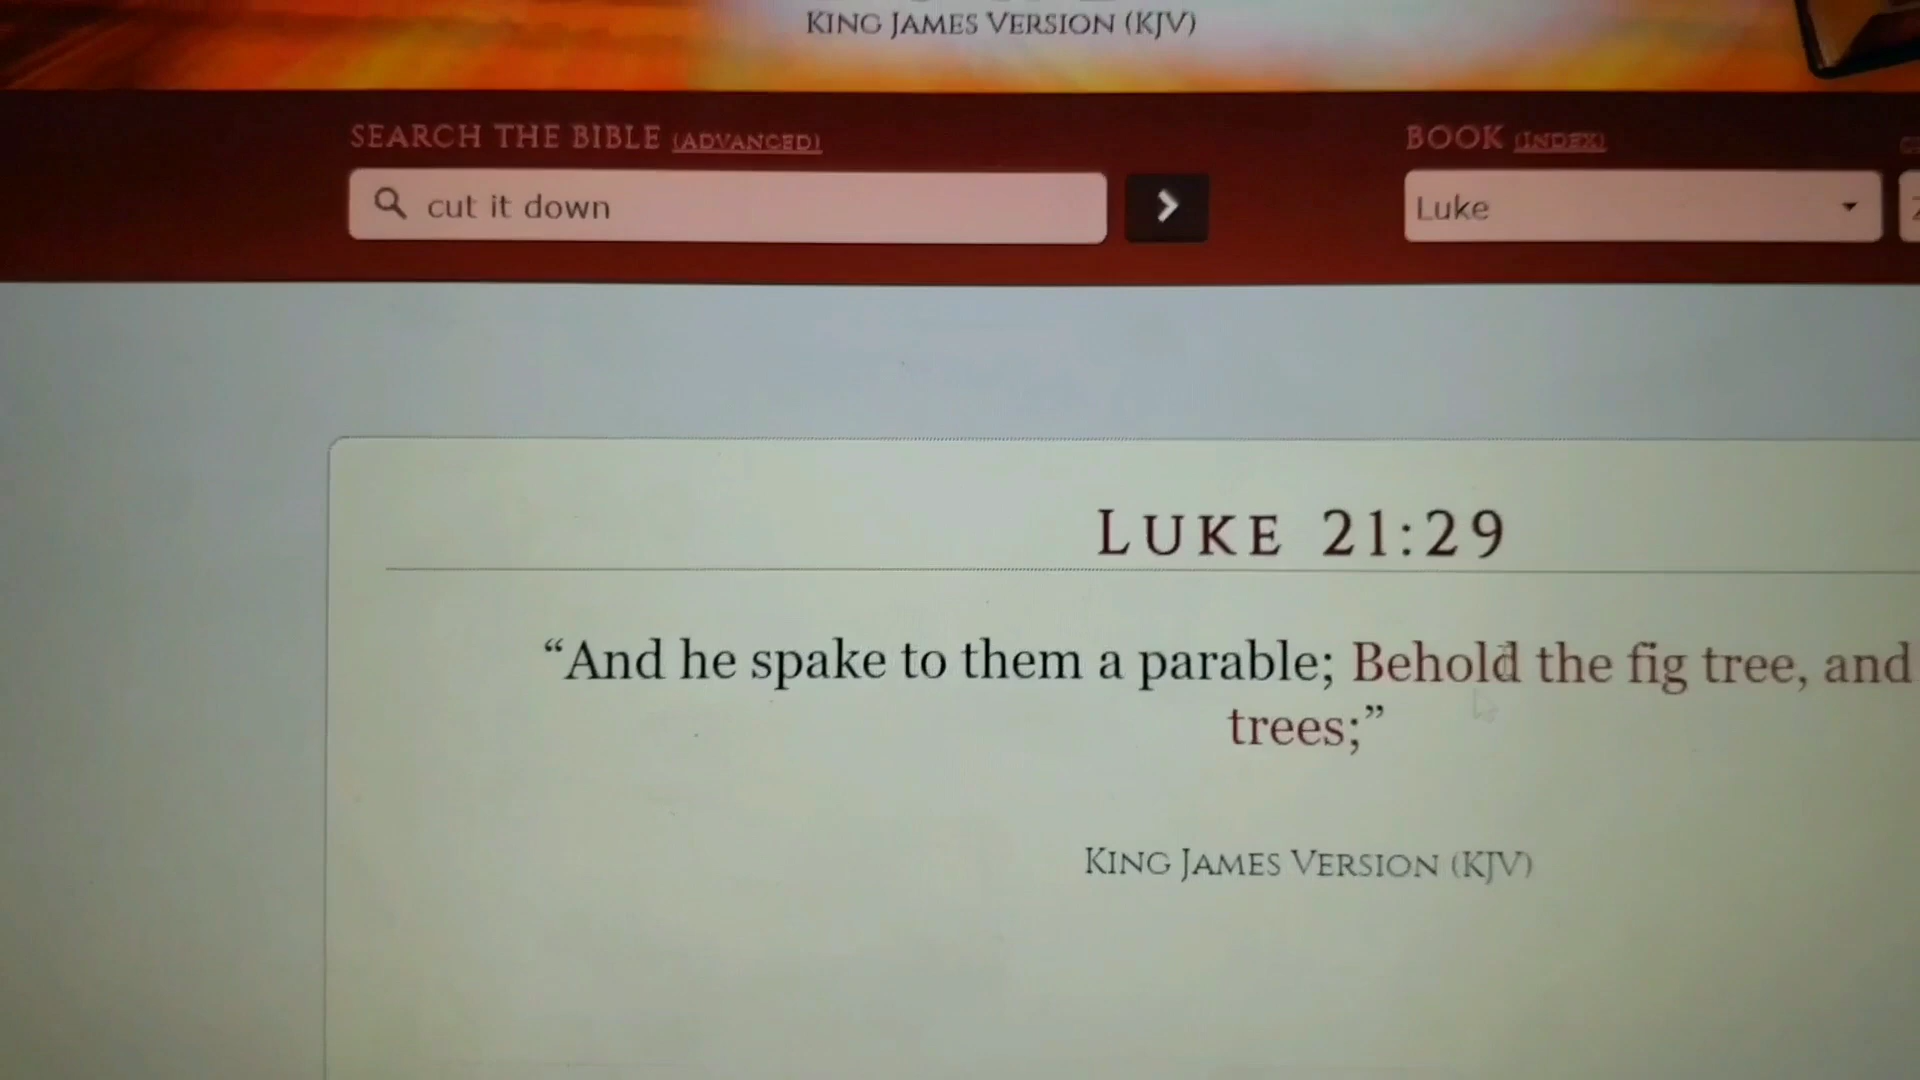 KING JAMES VERSION (KJV)
SEARCH THE BIBLE (ADVANCED)
BOOK (INDEX)
cut it down
Luke
LUKE 21:29
“And he spake to them a parable; Behold the fig tree, and
trees;”
KING JAMES VERSION (KJV)